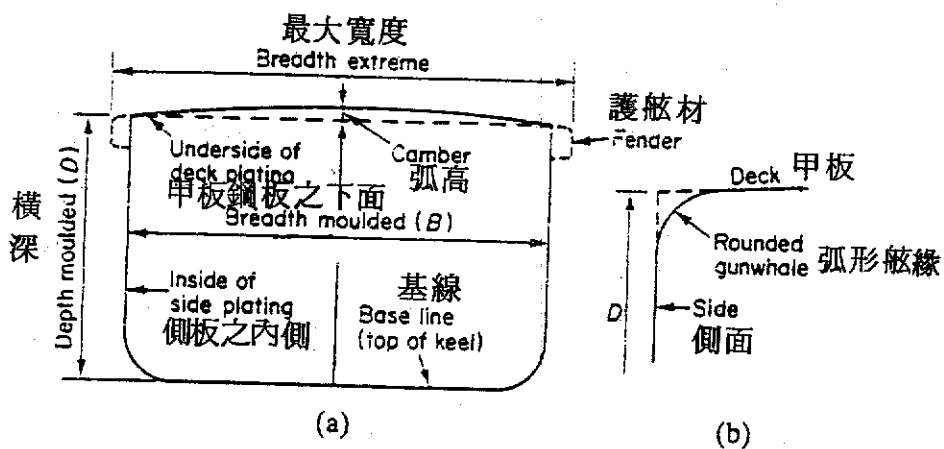 最大寬度
Breadth extreme
護舷材
Fender
Underside of
deck plating
甲板鋼板之下面
Camber
弧高
Breadth moulded (B)
橫深
Depth moulded (D)
Inside of
side plating
側板之內側
基線
Base line
(top of keel)
(a)
Deck 甲板
Rounded
gunwhale 弧形舷緣
D
Side
側面
(b)